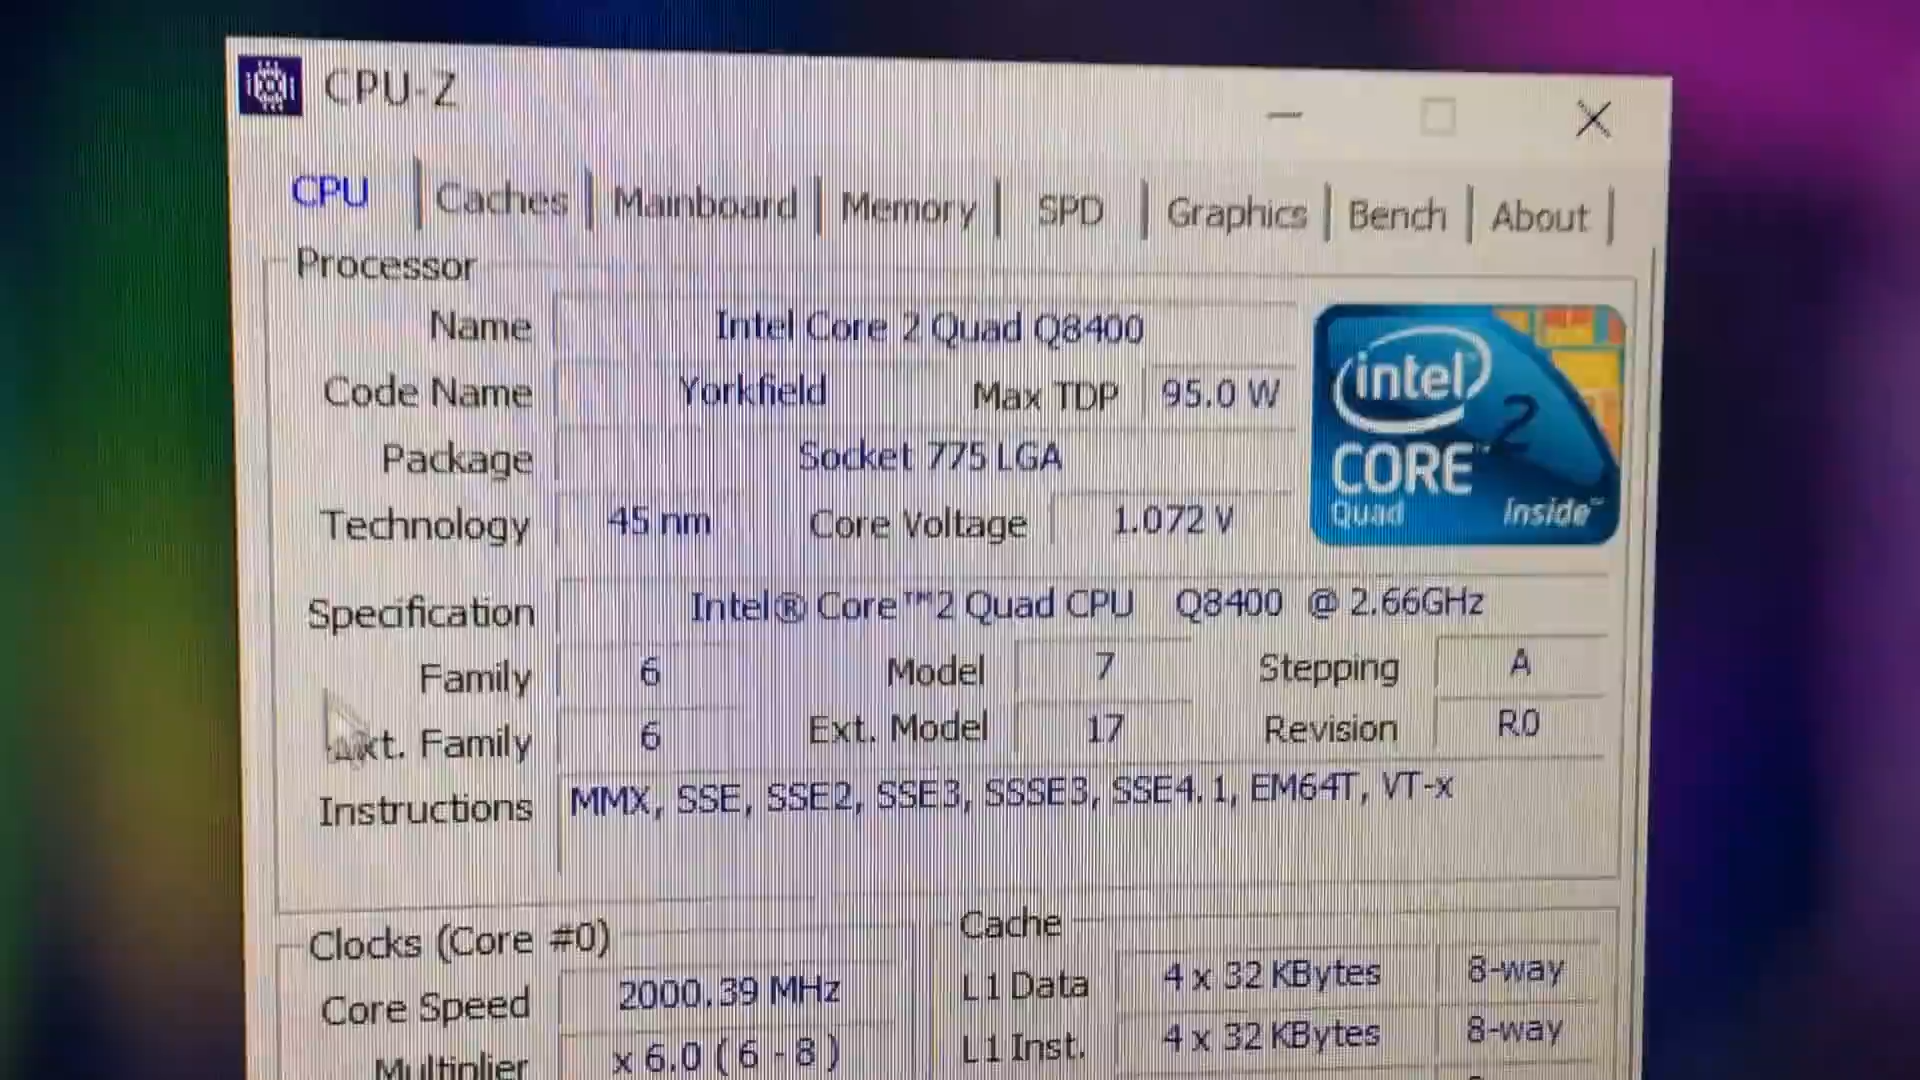 CPU-Z
CPU Caches Mainboard Memory SPD Graphics Bench About
Processor
Name Intel Core 2 Quad Q8400
Code Name Yorkfield Max TDP 95.0 W
Package Socket 775 LGA
Technology 45 nm Core Voltage 1.072 V
intel
CORE™2
Quad inside™
Specification Intel® Core™2 Quad CPU Q8400 @ 2.66GHz
Family 6 Model 7 Stepping A
Ext. Family 6 Ext. Model 17 Revision R0
Instructions MMX, SSE, SSE2, SSE3, SSSE3, SSE4.1, EM64T, VT-x
Clocks (Core #0)
Core Speed 2000.39 MHz
Multiplier x 6.0 ( 6 - 8 )
Cache
L1 Data 4 x 32 KBytes 8-way
L1 Inst. 4 x 32 KBytes 8-way